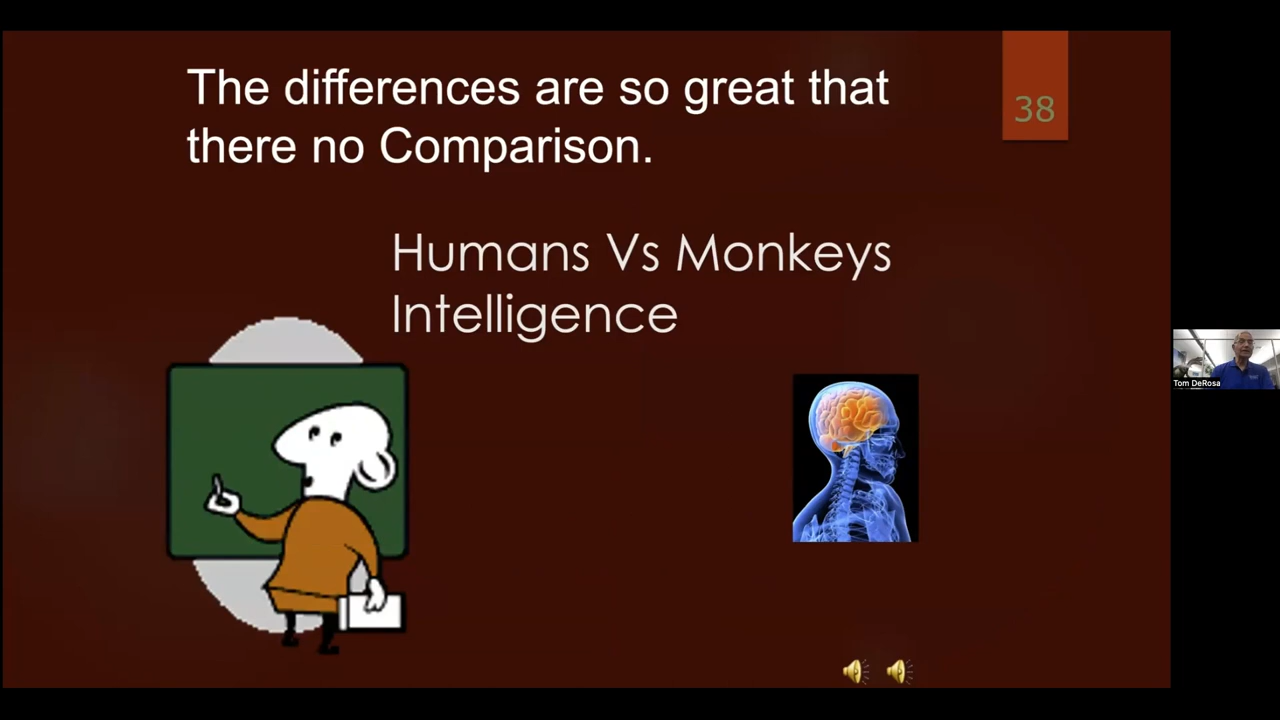 The differences are so great that
there no Comparison.
38
Humans Vs Monkeys
Intelligence
Tom DeRosa